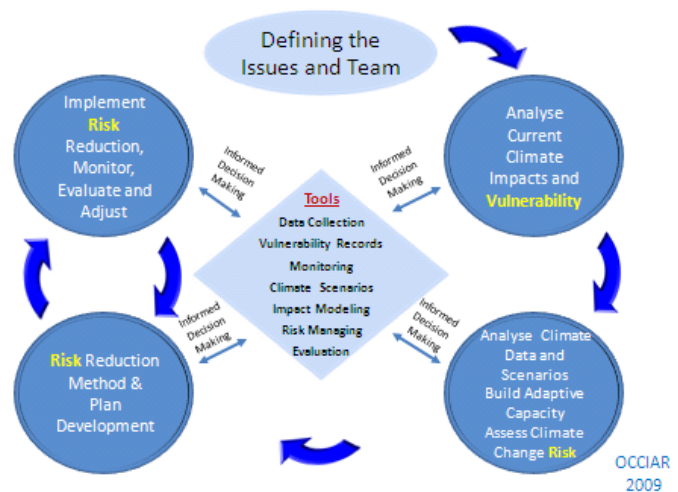 Defining the
Issues and Team
Implement
Risk
Reduction,
Monitor,
Evaluate and
Adjust
Informed
Decision
Making
Informed
Decision
Making
Analyse
Current
Climate
Impacts and
Vulnerability
Tools
Data Collection
Vulnerability Records
Monitoring
Climate Scenarios
Impact Modeling
Risk Managing
Evaluation
Risk Reduction
Method &
Plan
Development
Informed
Decision
Making
Informed
Decision
Making
Analyse Climate
Data and
Scenarios
Build Adaptive
Capacity
Assess Climate
Change Risk
OCCIAR
2009